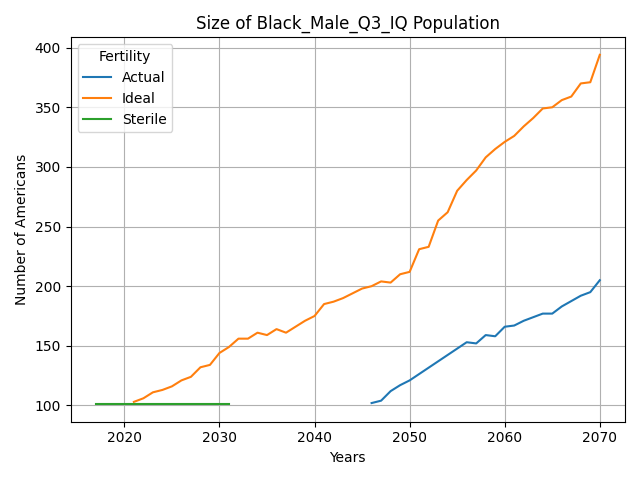 Size of Black_Male_Q3_IQ Population
Fertility
Actual
Ideal
Sterile
Number of Americans
400
350
300
250
200
150
100
2020
2030
2040
2050
2060
2070
Years